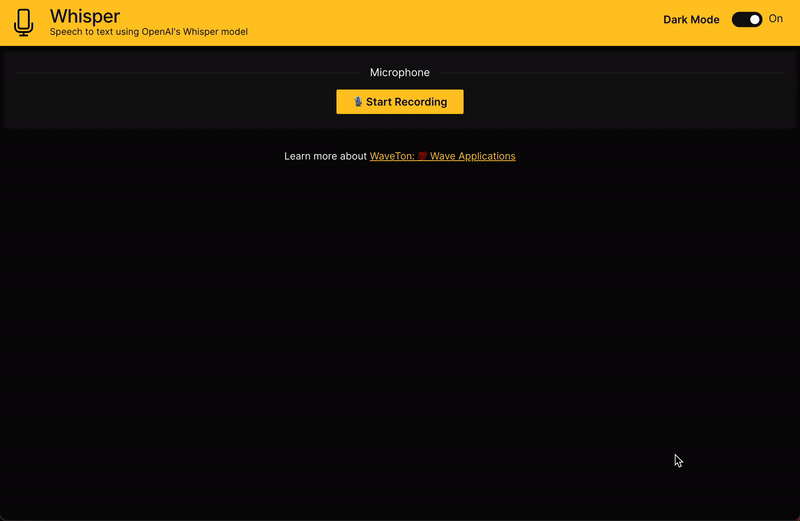 Whisper
Speech to text using OpenAI's Whisper model
Dark Mode On
Microphone
🎙️ Start Recording
Learn more about WaveTon: 💯 Wave Applications